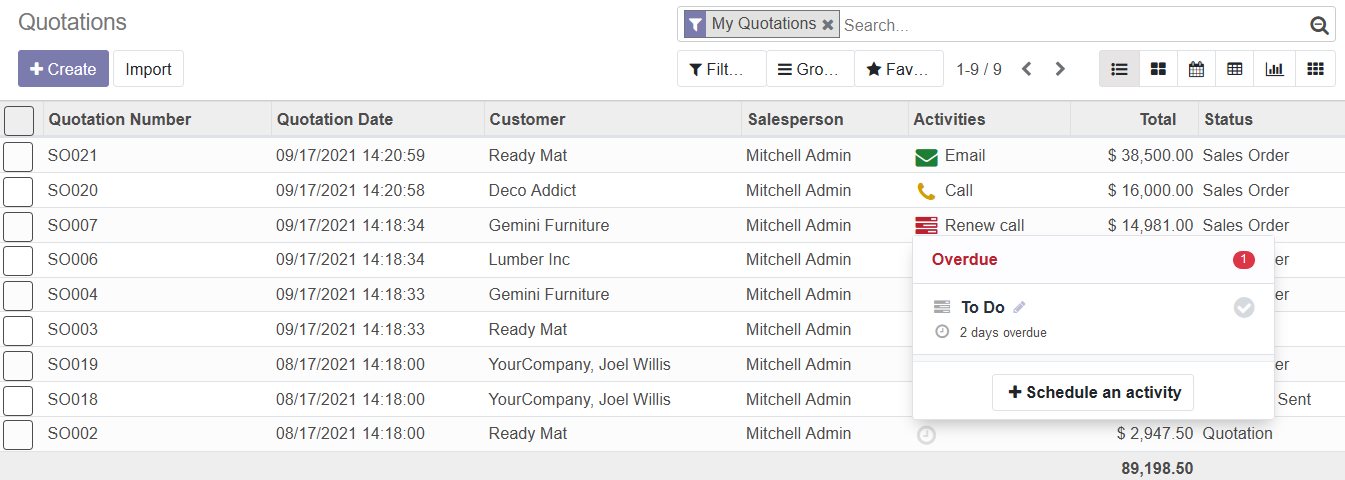 Quotations
My Quotations Search...
Create Import Filt... Gro... Fav... 1-9 / 9
Quotation Number Quotation Date Customer Salesperson Activities Total Status
SO021 09/17/2021 14:20:59 Ready Mat Mitchell Admin Email $ 38,500.00 Sales Order
SO020 09/17/2021 14:20:58 Deco Addict Mitchell Admin Call $ 16,000.00 Sales Order
SO007 09/17/2021 14:18:34 Gemini Furniture Mitchell Admin Renew call $ 14,981.00 Sales Order
SO006 09/17/2021 14:18:34 Lumber Inc Mitchell Admin
SO004 09/17/2021 14:18:33 Gemini Furniture Mitchell Admin
SO003 09/17/2021 14:18:33 Ready Mat Mitchell Admin
SO019 08/17/2021 14:18:00 YourCompany, Joel Willis Mitchell Admin
SO018 08/17/2021 14:18:00 YourCompany, Joel Willis Mitchell Admin Sent
SO002 08/17/2021 14:18:00 Ready Mat Mitchell Admin $ 2,947.50 Quotation
89,198.50
Overdue 1
To Do
2 days overdue
Schedule an activity